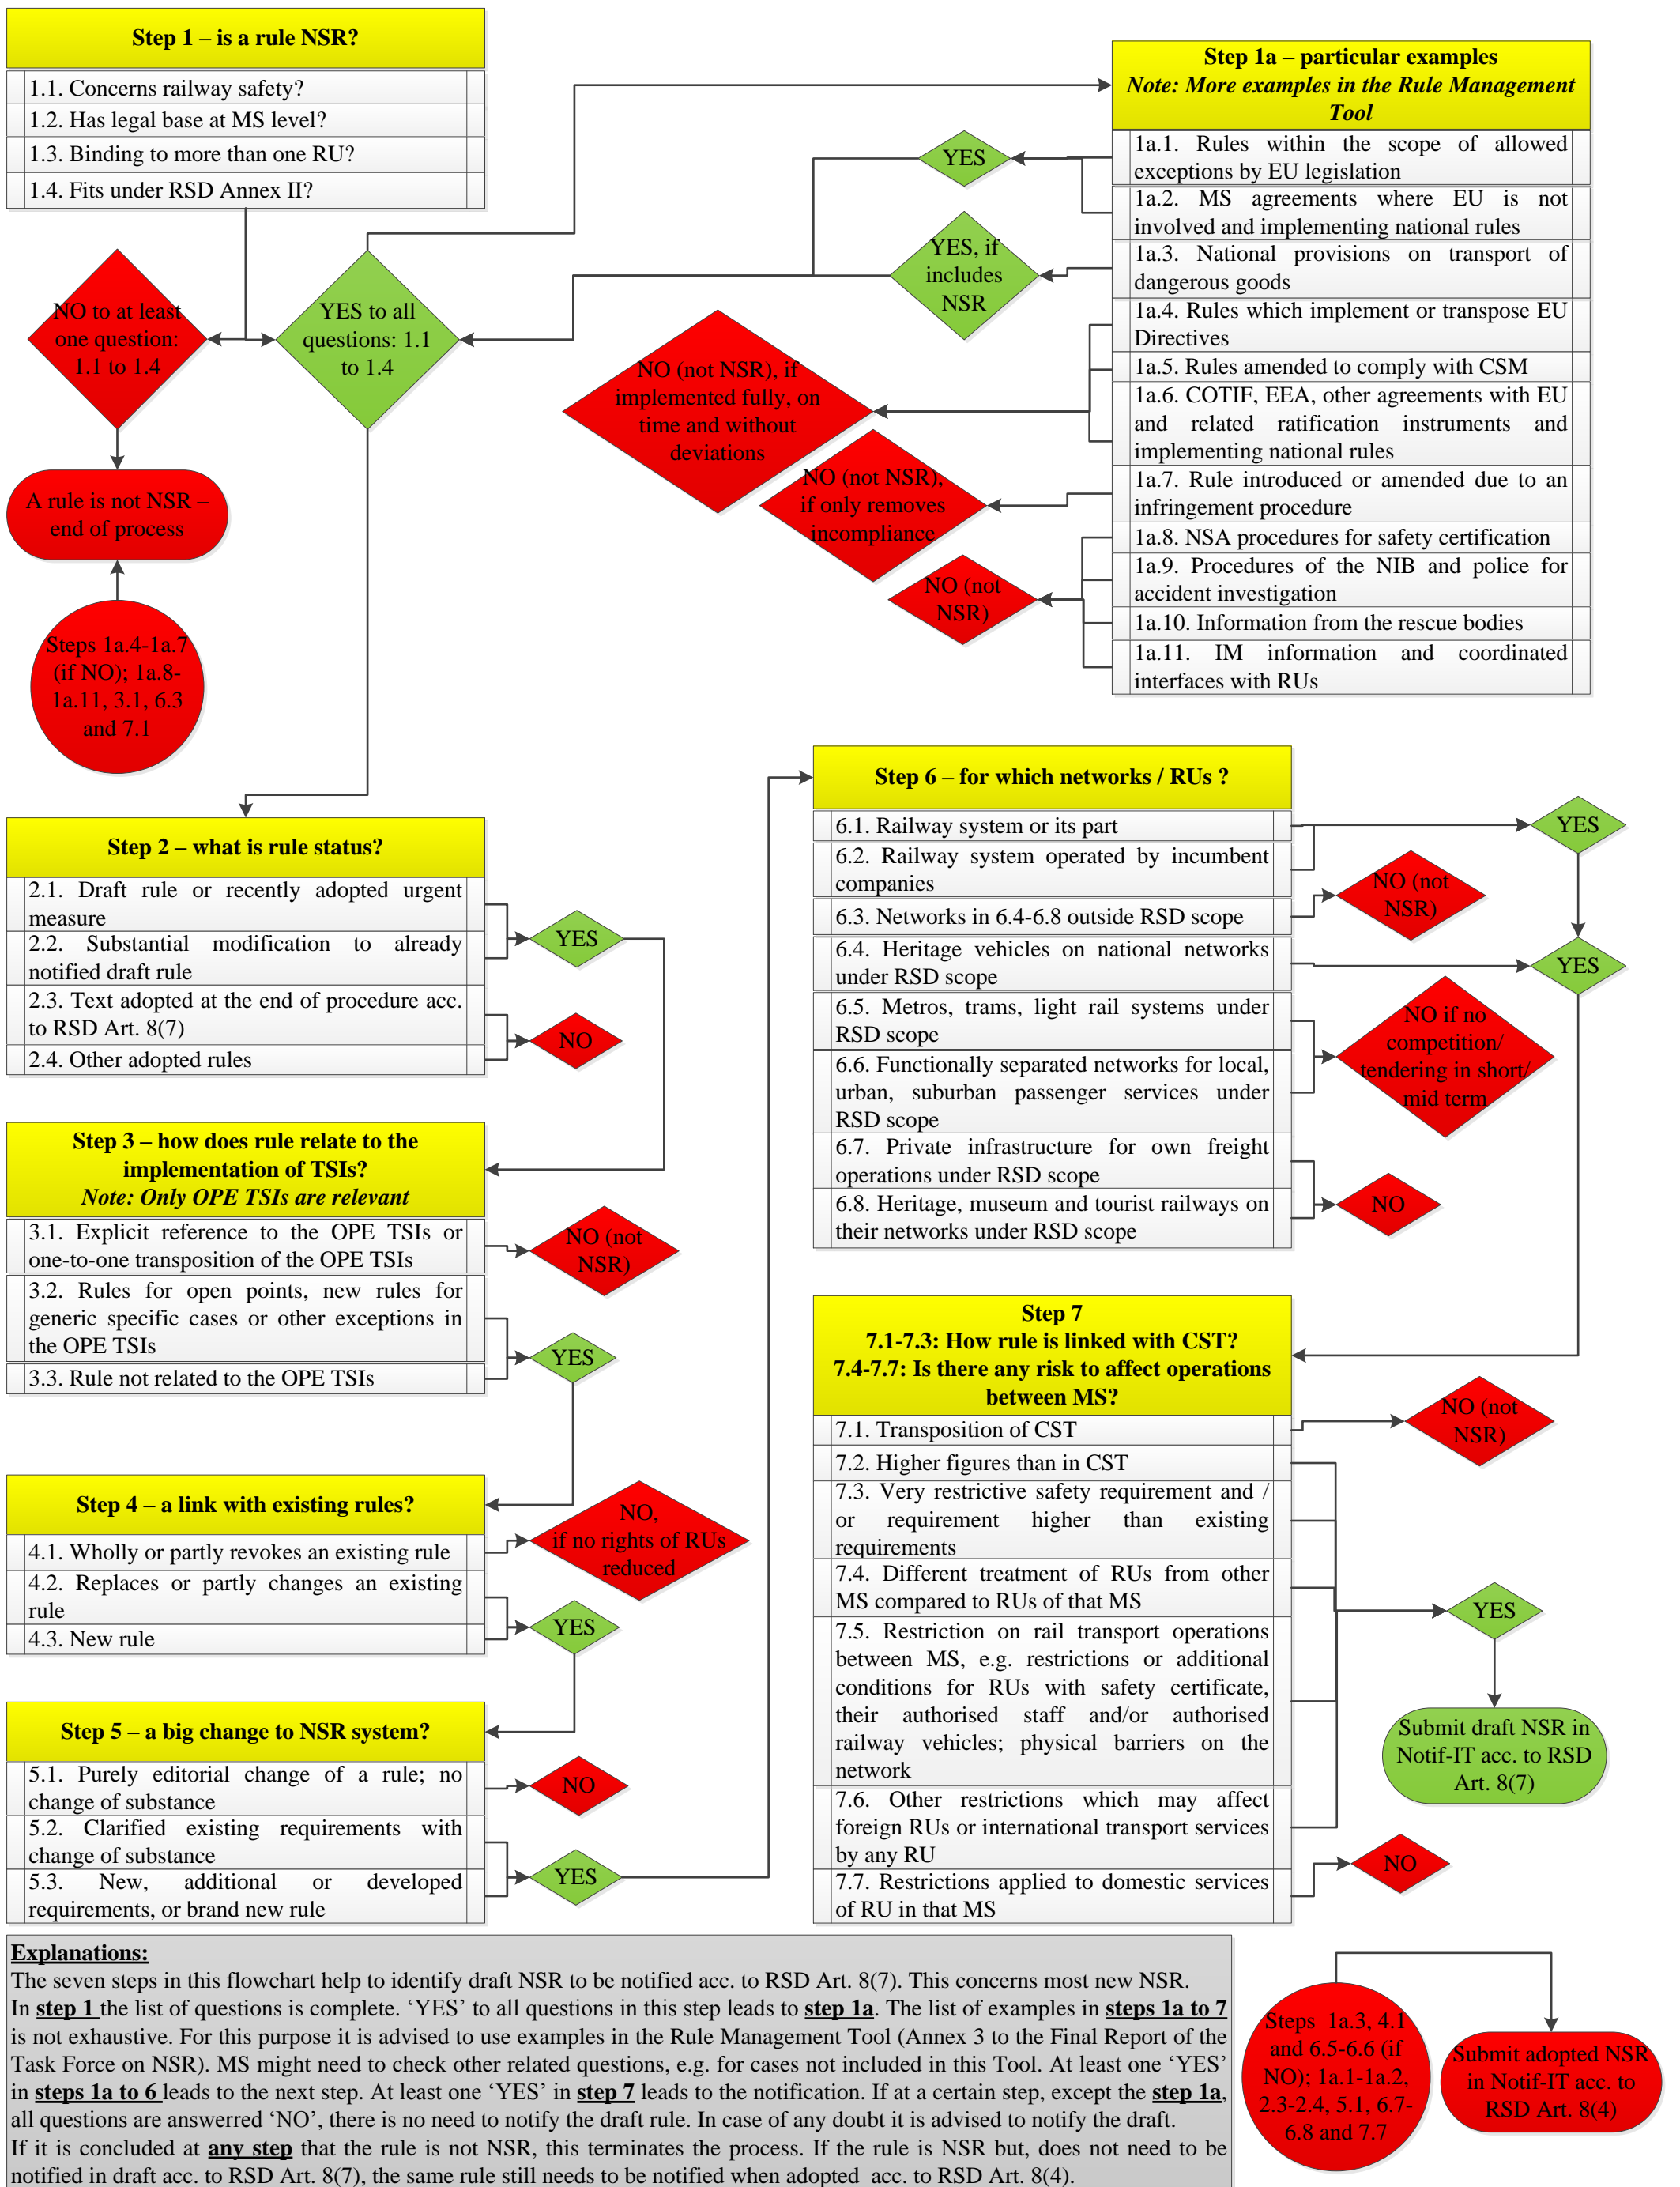 Step 1 – is a rule NSR?
1.1. Concerns railway safety?
1.2. Has legal base at MS level?
1.3. Binding to more than one RU?
1.4. Fits under RSD Annex II?
NO to at least
one question:
1.1 to 1.4
YES to all
questions: 1.1
to 1.4
A rule is not NSR –
end of process
Steps 1a.4-1a.7
(if NO); 1a.8-
1a.11, 3.1, 6.3
and 7.1
Step 1a – particular examples
Note: More examples in the Rule Management
Tool
1a.1. Rules within the scope of allowed
exceptions by EU legislation
1a.2. MS agreements where EU is not
involved and implementing national rules
1a.3. National provisions on transport of
dangerous goods
1a.4. Rules which implement or transpose EU
Directives
1a.5. Rules amended to comply with CSM
1a.6. COTIF, EEA, other agreements with EU
and related ratification instruments and
implementing national rules
1a.7. Rule introduced or amended due to an
infringement procedure
1a.8. NSA procedures for safety certification
1a.9. Procedures of the NIB and police for
accident investigation
1a.10. Information from the rescue bodies
1a.11. IM information and coordinated
interfaces with RUs
YES
YES, if
includes
NSR
NO (not NSR), if
implemented fully, on
time and without
deviations
NO (not NSR),
if only removes
incompliance
NO (not
NSR)
Step 2 – what is rule status?
2.1. Draft rule or recently adopted urgent
measure
2.2. Substantial modification to already
notified draft rule
2.3. Text adopted at the end of procedure acc.
to RSD Art. 8(7)
2.4. Other adopted rules
YES
NO
Step 3 – how does rule relate to the
implementation of TSIs?
Note: Only OPE TSIs are relevant
3.1. Explicit reference to the OPE TSIs or
one-to-one transposition of the OPE TSIs
3.2. Rules for open points, new rules for
generic specific cases or other exceptions in
the OPE TSIs
3.3. Rule not related to the OPE TSIs
NO (not
NSR)
YES
Step 4 – a link with existing rules?
4.1. Wholly or partly revokes an existing rule
4.2. Replaces or partly changes an existing
rule
4.3. New rule
NO,
if no rights of RUs
reduced
YES
Step 5 – a big change to NSR system?
5.1. Purely editorial change of a rule; no
change of substance
5.2. Clarified existing requirements with
change of substance
5.3. New, additional or developed
requirements, or brand new rule
NO
YES
Step 6 – for which networks / RUs ?
6.1. Railway system or its part
6.2. Railway system operated by incumbent
companies
6.3. Networks in 6.4-6.8 outside RSD scope
6.4. Heritage vehicles on national networks
under RSD scope
6.5. Metros, trams, light rail systems under
RSD scope
6.6. Functionally separated networks for local,
urban, suburban passenger services under
RSD scope
6.7. Private infrastructure for own freight
operations under RSD scope
6.8. Heritage, museum and tourist railways on
their networks under RSD scope
YES
NO (not
NSR)
YES
NO if no
competition/
tendering in short/
mid term
NO
Step 7
7.1-7.3: How rule is linked with CST?
7.4-7.7: Is there any risk to affect operations
between MS?
7.1. Transposition of CST
7.2. Higher figures than in CST
7.3. Very restrictive safety requirement and /
or requirement higher than existing
requirements
7.4. Different treatment of RUs from other
MS compared to RUs of that MS
7.5. Restriction on rail transport operations
between MS, e.g. restrictions or additional
conditions for RUs with safety certificate,
their authorised staff and/or authorised
railway vehicles; physical barriers on the
network
7.6. Other restrictions which may affect
foreign RUs or international transport services
by any RU
7.7. Restrictions applied to domestic services
of RU in that MS
NO (not
NSR)
YES
Submit draft NSR in
Notif-IT acc. to RSD
Art. 8(7)
NO
Explanations:
The seven steps in this flowchart help to identify draft NSR to be notified acc. to RSD Art. 8(7). This concerns most new NSR.
In step 1 the list of questions is complete. ‘YES’ to all questions in this step leads to step 1a. The list of examples in steps 1a to 7
is not exhaustive. For this purpose it is advised to use examples in the Rule Management Tool (Annex 3 to the Final Report of the
Task Force on NSR). MS might need to check other related questions, e.g. for cases not included in this Tool. At least one ‘YES’
in steps 1a to 6 leads to the next step. At least one ‘YES’ in step 7 leads to the notification. If at a certain step, except the step 1a,
all questions are answerred ‘NO’, there is no need to notify the draft rule. In case of any doubt it is advised to notify the draft.
If it is concluded at any step that the rule is not NSR, this terminates the process. If the rule is NSR but, does not need to be
notified in draft acc. to RSD Art. 8(7), the same rule still needs to be notified when adopted acc. to RSD Art. 8(4).
Steps 1a.3, 4.1
and 6.5-6.6 (if
NO); 1a.1-1a.2,
2.3-2.4, 5.1, 6.7-
6.8 and 7.7
Submit adopted NSR
in Notif-IT acc. to
RSD Art. 8(4)